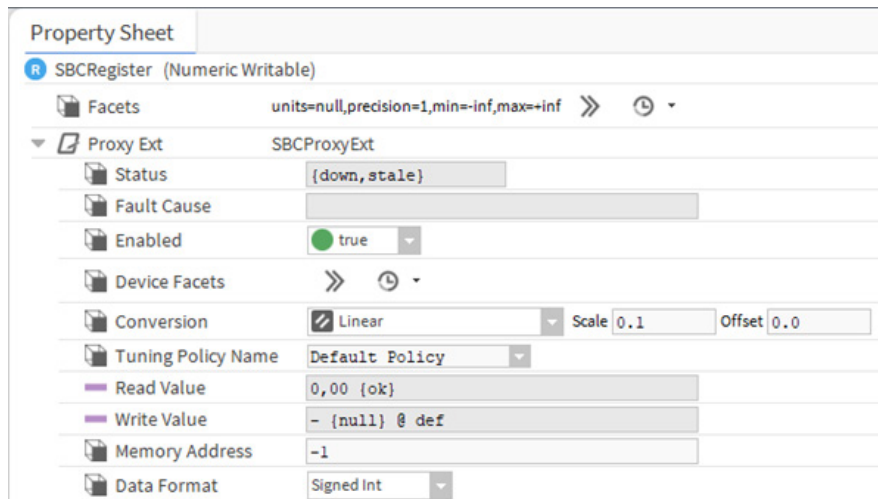 Property Sheet
R SBCRegister (Numeric Writable)
Facets units=null,precision=1,min=-inf,max=+inf
Proxy Ext SBCProxyExt
Status {down,stale}
Fault Cause
Enabled true
Device Facets
Conversion Linear Scale 0.1 Offset 0.0
Tuning Policy Name Default Policy
Read Value 0,00 {ok}
Write Value - {null} @ def
Memory Address -1
Data Format Signed Int